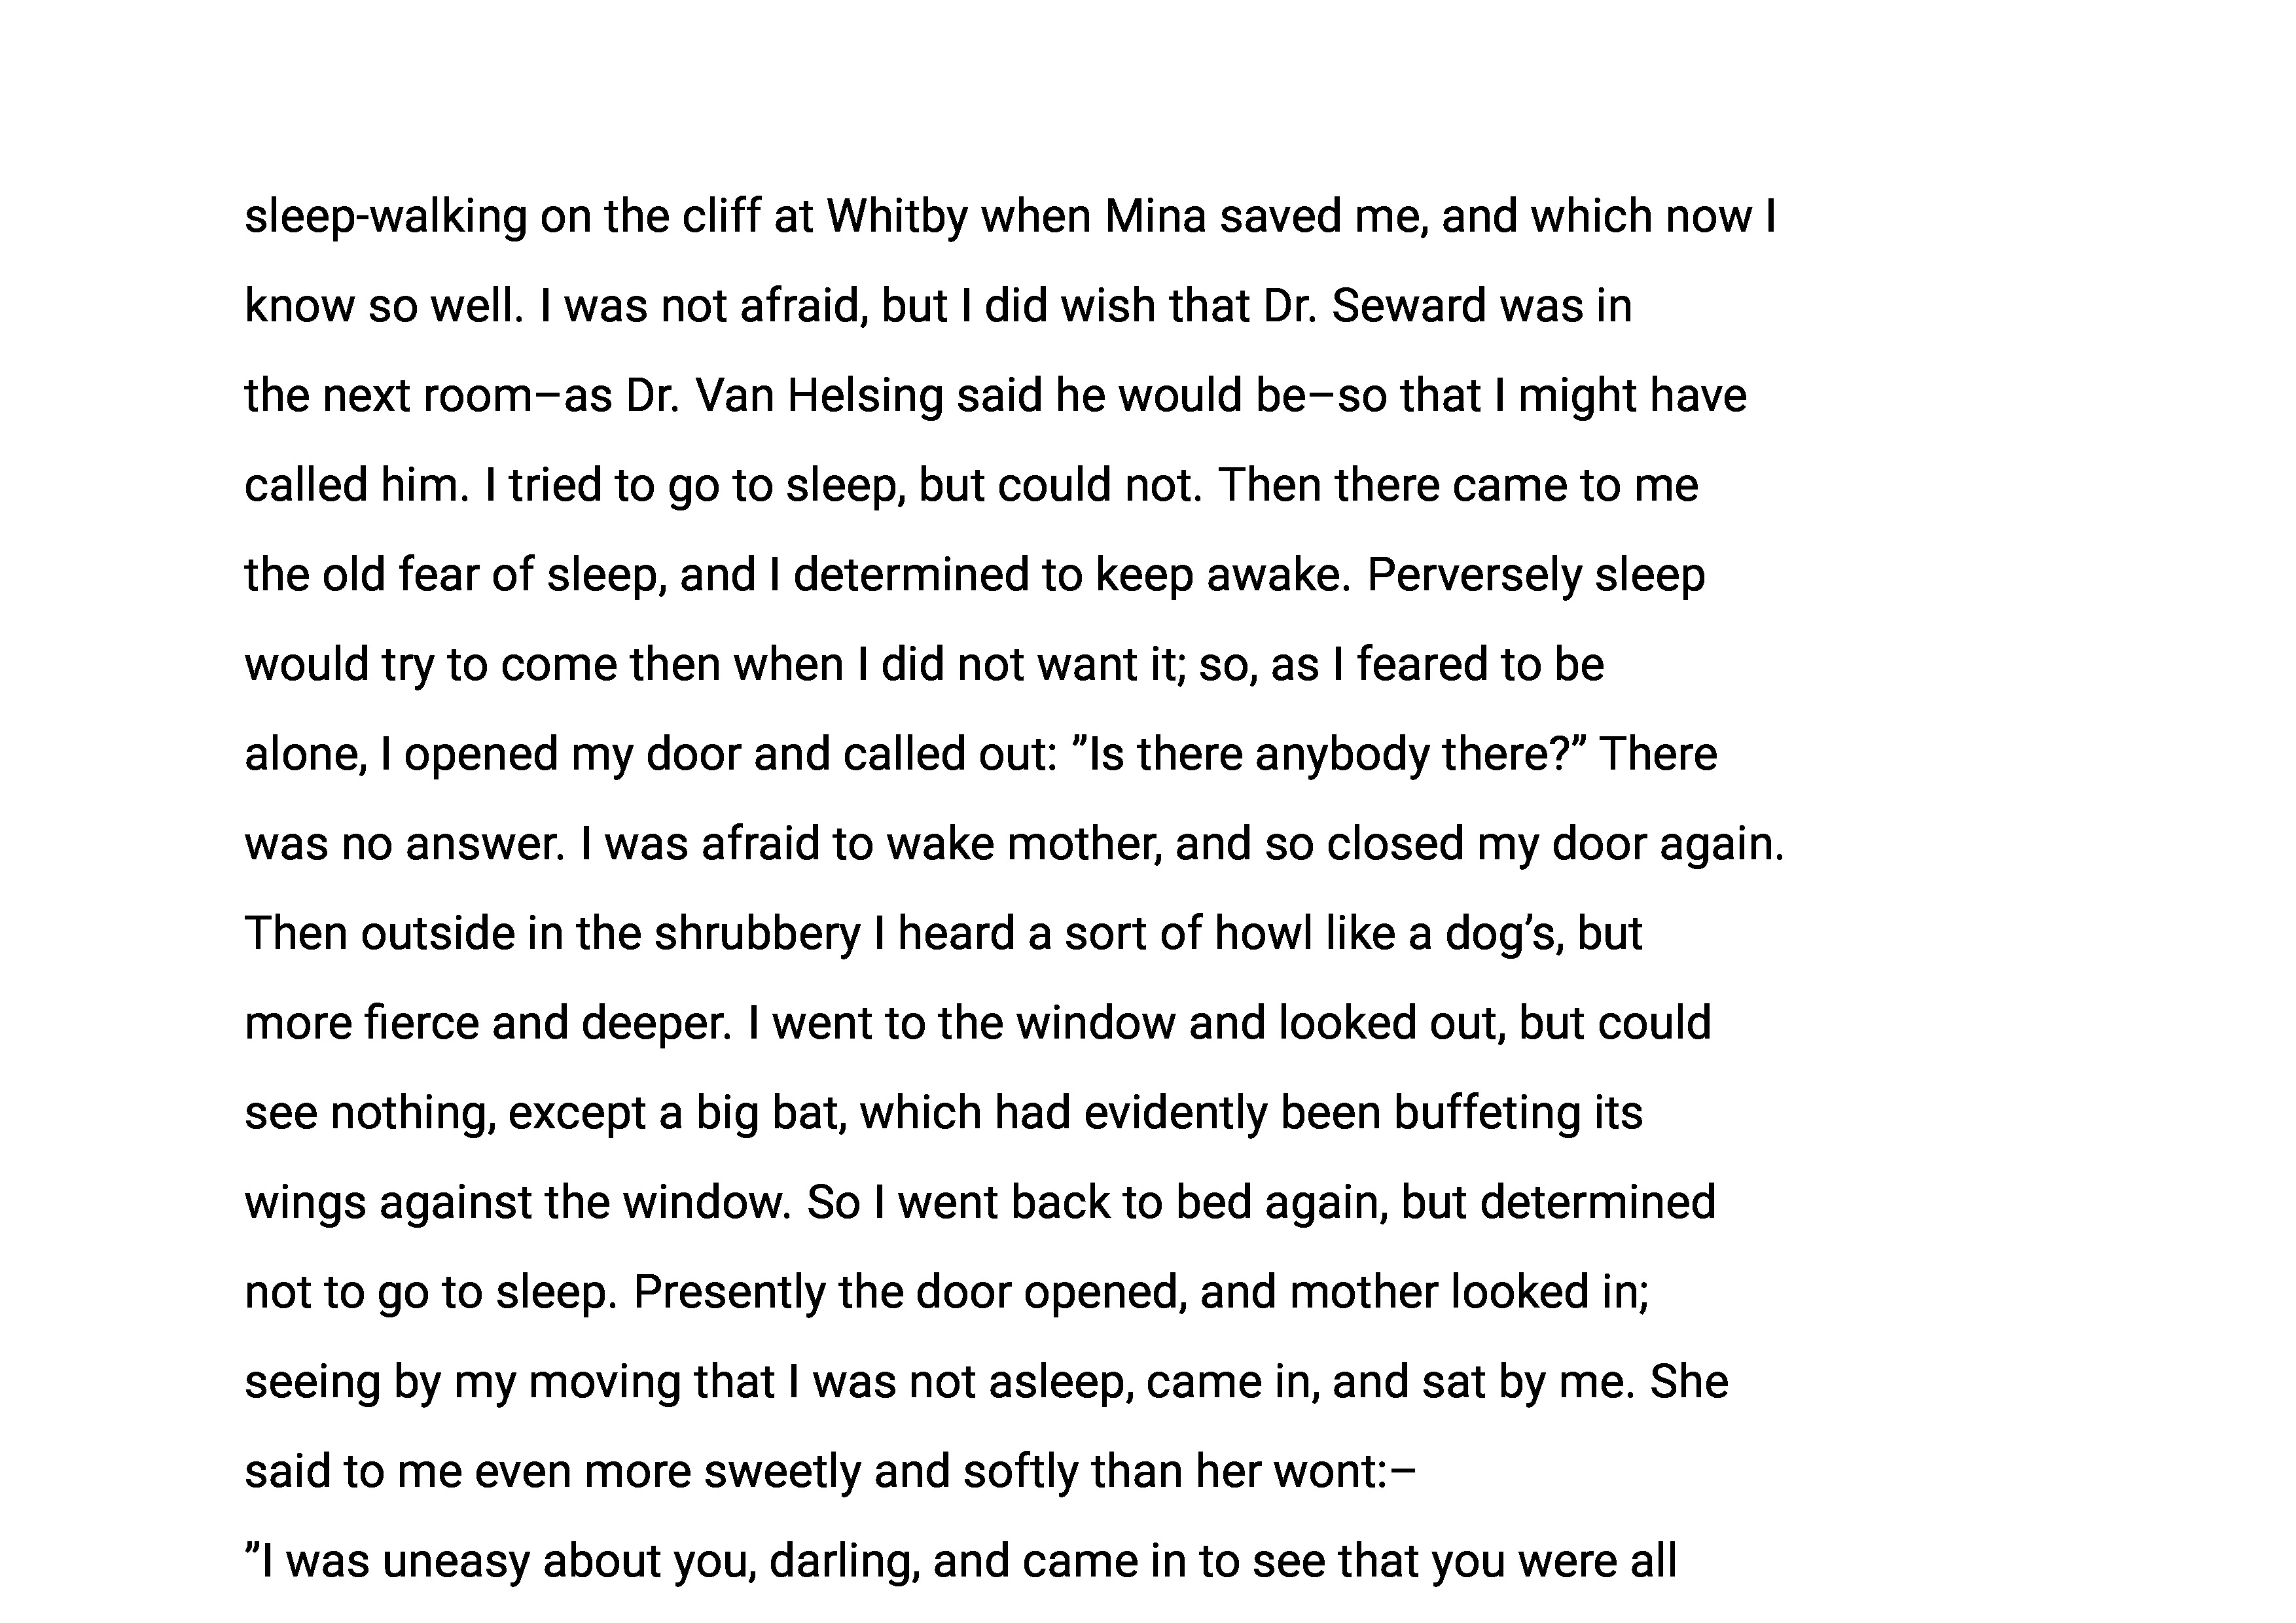 sleep-walking on the cliff at Whitby when Mina saved me, and which now I
know so well. I was not afraid, but I did wish that Dr. Seward was in
the next room–as Dr. Van Helsing said he would be–so that I might have
called him. I tried to go to sleep, but could not. Then there came to me
the old fear of sleep, and I determined to keep awake. Perversely sleep
would try to come then when I did not want it; so, as I feared to be
alone, I opened my door and called out: ”Is there anybody there?” There
was no answer. I was afraid to wake mother, and so closed my door again.
Then outside in the shrubbery I heard a sort of howl like a dog’s, but
more fierce and deeper. I went to the window and looked out, but could
see nothing, except a big bat, which had evidently been buffeting its
wings against the window. So I went back to bed again, but determined
not to go to sleep. Presently the door opened, and mother looked in;
seeing by my moving that I was not asleep, came in, and sat by me. She
said to me even more sweetly and softly than her wont:–
”I was uneasy about you, darling, and came in to see that you were all